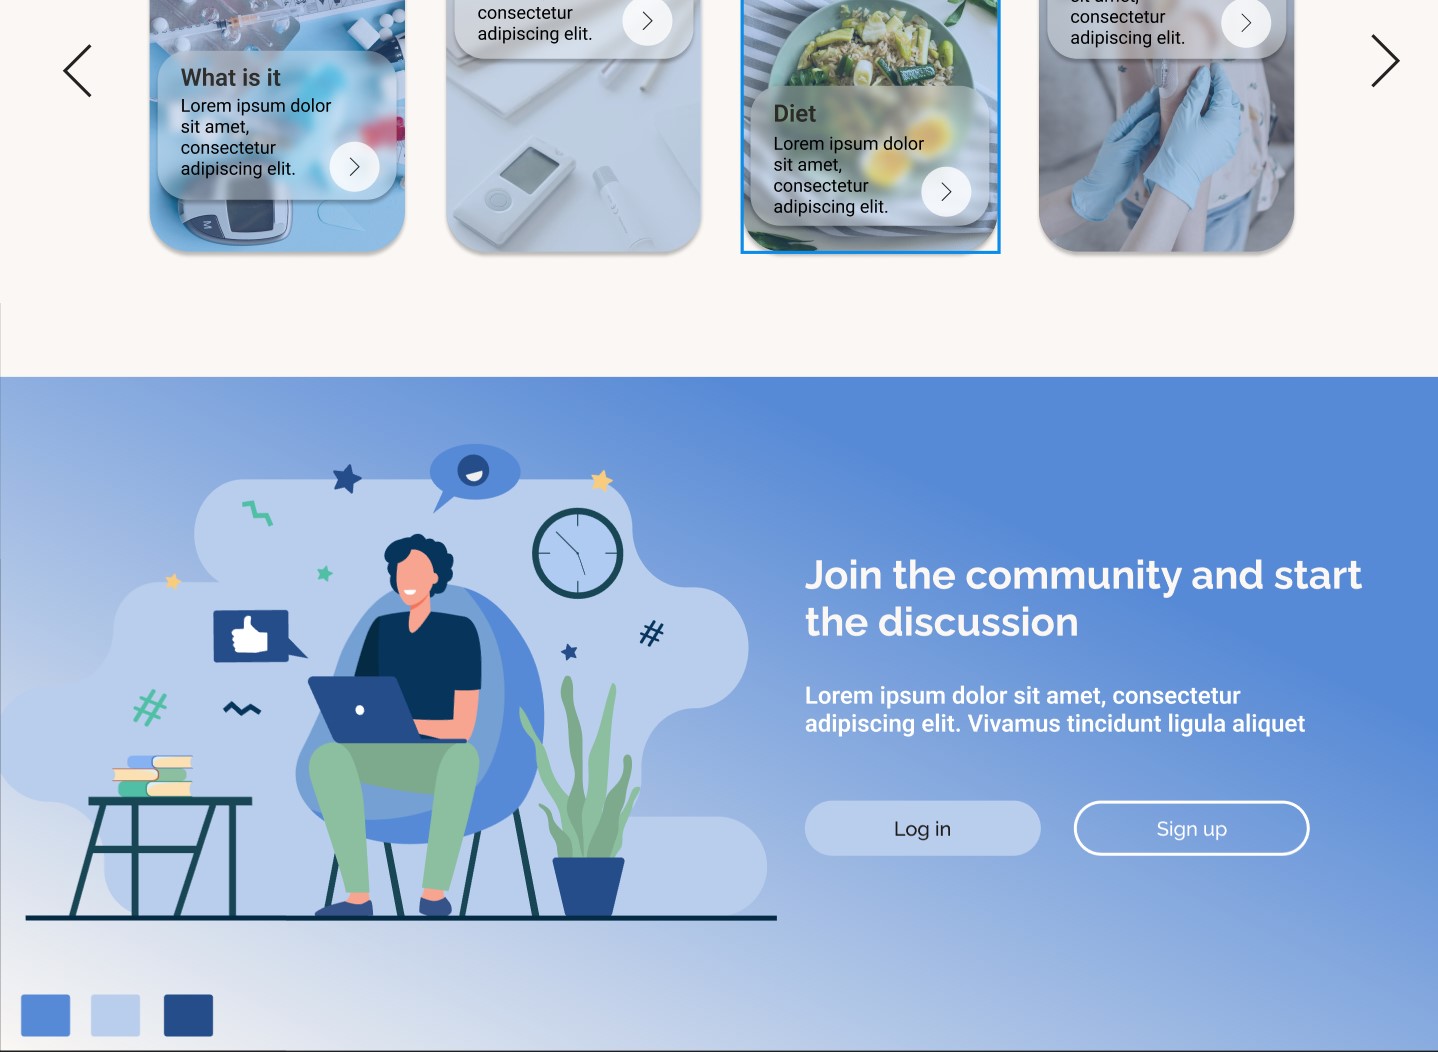 What is it
Lorem ipsum dolor
sit amet,
consectetur
adipiscing elit.
consectetur
adipiscing elit.
Diet
Lorem ipsum dolor
sit amet,
consectetur
adipiscing elit.
sit amet,
consectetur
adipiscing elit.
M
Join the community and start
the discussion
Lorem ipsum dolor sit amet, consectetur
adipiscing elit. Vivamus tincidunt ligula aliquet
Log in
Sign up
#
#